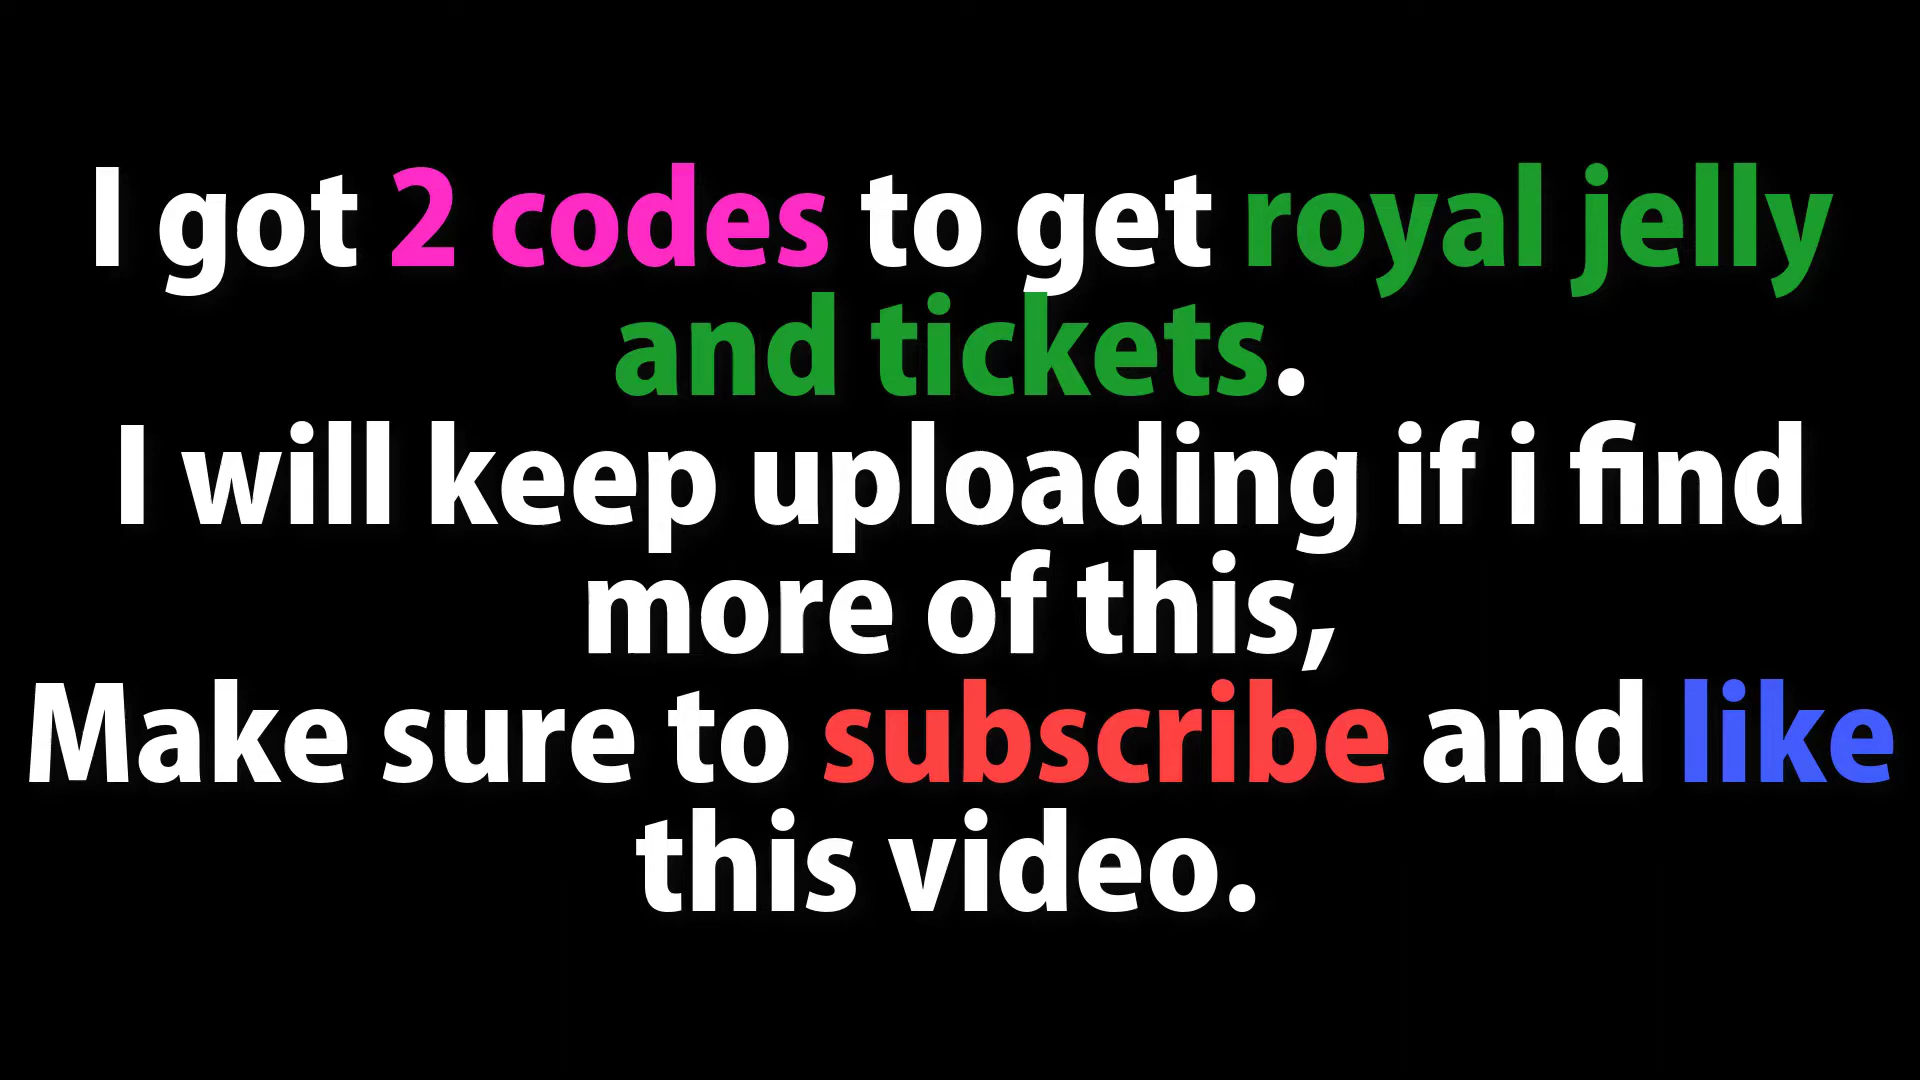 I got 2 codes to get royal jelly
and tickets.
I will keep uploading if i find
more of this,
Make sure to subscribe and like
this video.